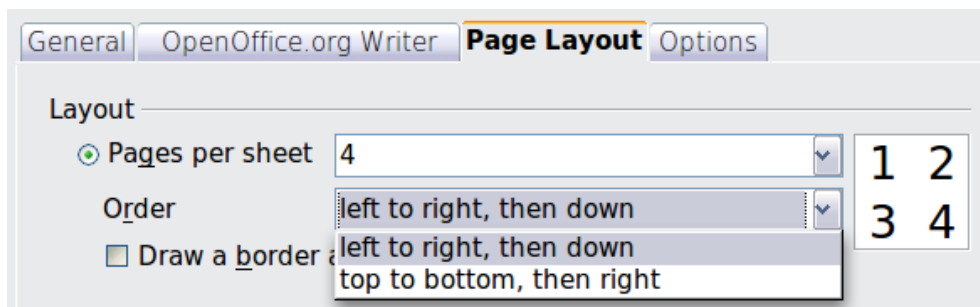 General OpenOffice.org Writer Page Layout Options
Layout
Pages per sheet 4
1 2
Order left to right, then down
3 4
Draw a border
left to right, then down
top to bottom, then right